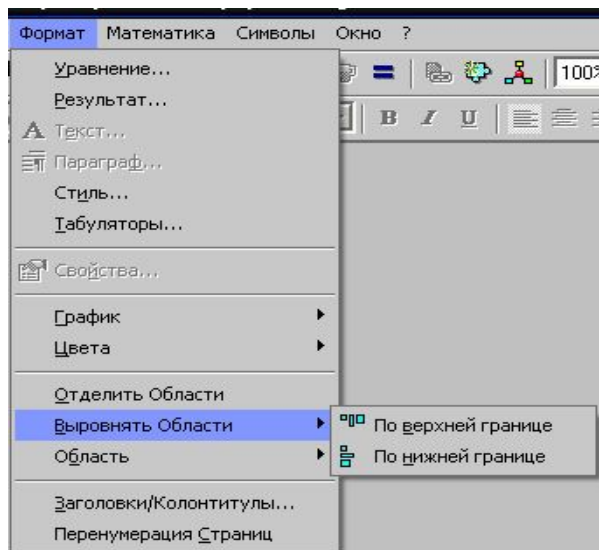 Формат Математика Символы Окно ?
Уравнение...
100%
Результат...
A Текст...
B I U
Параграф...
Стиль...
Табуляторы...
Свойства...
График
Цвета
Отделить Области
Выровнять Области
По верхней границе
Область
По нижней границе
Заголовки/Колонтитулы...
Перенумерация Страниц